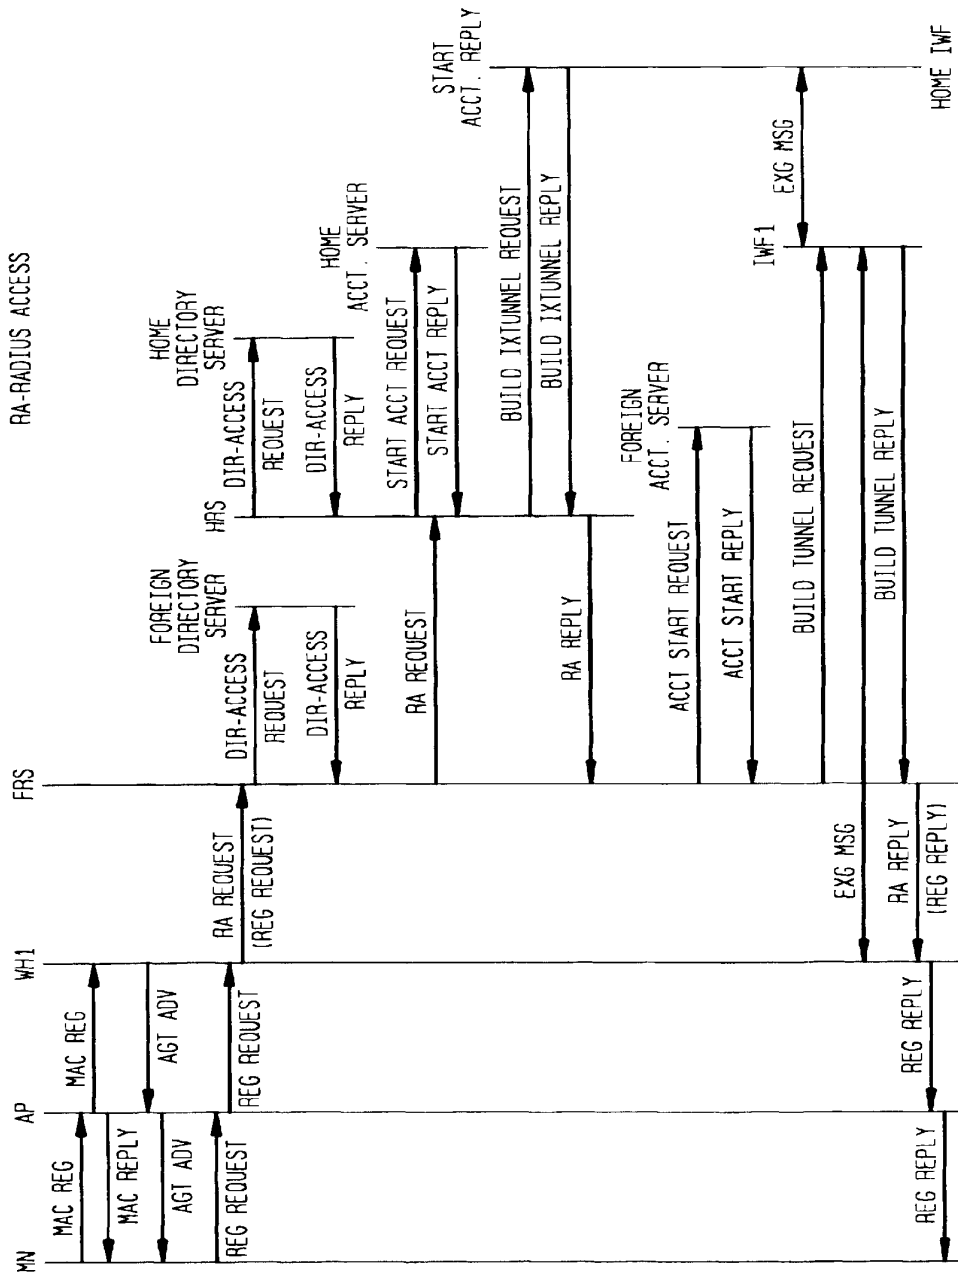 RA-RADIUS ACCESS
MN
AP
WH1
FRS
FOREIGN
DIRECTORY
SERVER
HRS
HOME
DIRECTORY
SERVER
HOME
ACCT. SERVER
START
ACCT. REPLY
MAC REG
MAC REG
MAC REPLY
AGT ADV
AGT ADV
REG REQUEST
REG REQUEST
RA REQUEST
(REG REQUEST)
DIR-ACCESS
REQUEST
DIR-ACCESS
REPLY
DIR-ACCESS
REQUEST
DIR-ACCESS
REPLY
START ACCT REQUEST
START ACCT REPLY
RA REQUEST
BUILD IXTUNNEL REQUEST
BUILD IXTUNNEL REPLY
RA REPLY
FOREIGN
ACCT. SERVER
ACCT START REQUEST
ACCT START REPLY
IWF1
EXG MSG
BUILD TUNNEL REQUEST
BUILD TUNNEL REPLY
EXG MSG
RA REPLY
(REG REPLY)
REG REPLY
REG REPLY
HOME IWF